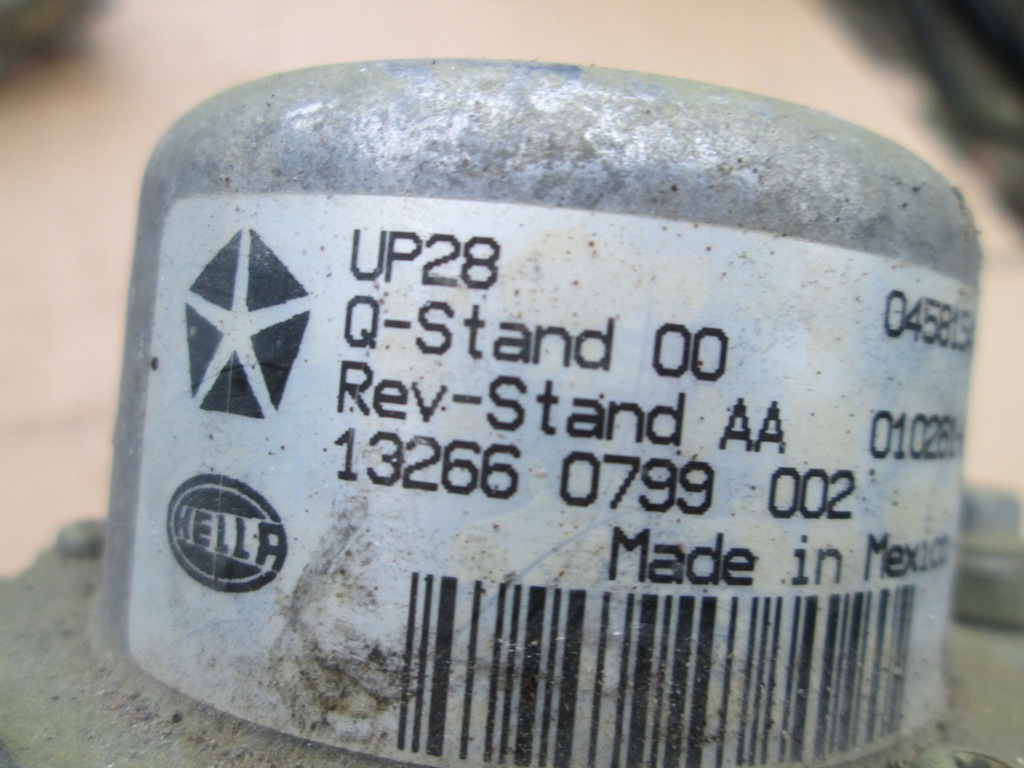 UP28
Q-Stand 00
Rev-Stand AA
13266 0799 002
Made in Mexico
HELLA